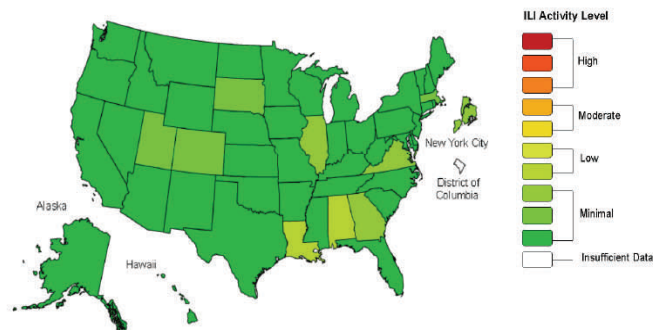 ILI Activity Level
High
Moderate
Low
Minimal
Insufficient Data
New York City
District of
Columbia
Alaska
Hawaii